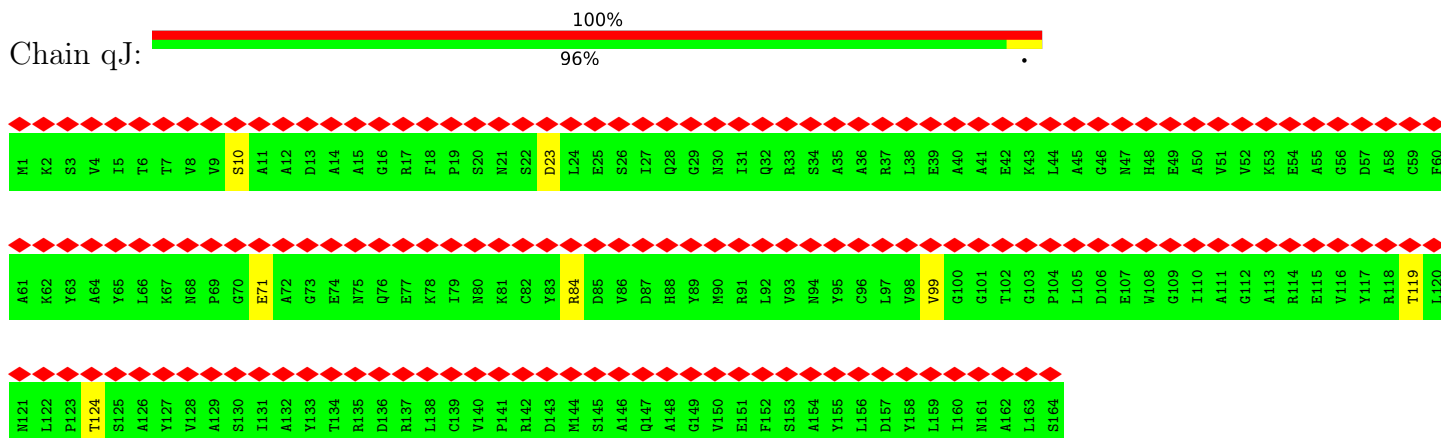 100%
Chain qJ:
96% •
M1 K2 S3 V4 I5 T6 T7 V8 V9 S10 A11 A12 D13 A14 A15 G16 R17 F18 P19 S20 N21 S22 D23 L24 E25 S26 I27 Q28 G29 N30 I31 Q32 R33 S34 A35 A36 R37 L38 E39 A40 A41 E42 K43 L44 A45 G46 N47 H48 E49 A50 V51 V52 K53 E54 A55 G56 D57 A58 C59 F60
A61 K62 Y63 A64 Y65 L66 K67 N68 P69 G70 E71 A72 G73 E74 N75 Q76 E77 K78 I79 N80 K81 C82 Y83 R84 D85 V86 D87 H88 Y89 M90 R91 L92 V93 N94 Y95 C96 L97 V98 V99 G100 G101 T102 G103 P104 L105 D106 E107 W108 G109 I110 A111 G112 A113 R114 E115 V116 Y117 R118 T119 L120
N121 L122 P123 T124 S125 A126 Y127 V128 A129 S130 I131 A132 Y133 T134 R135 D136 R137 L138 C139 V140 P141 R142 D143 M144 S145 A146 Q147 A148 G149 V150 E151 F152 S153 A154 Y155 L156 D157 Y158 L159 I160 N161 A162 L163 S164